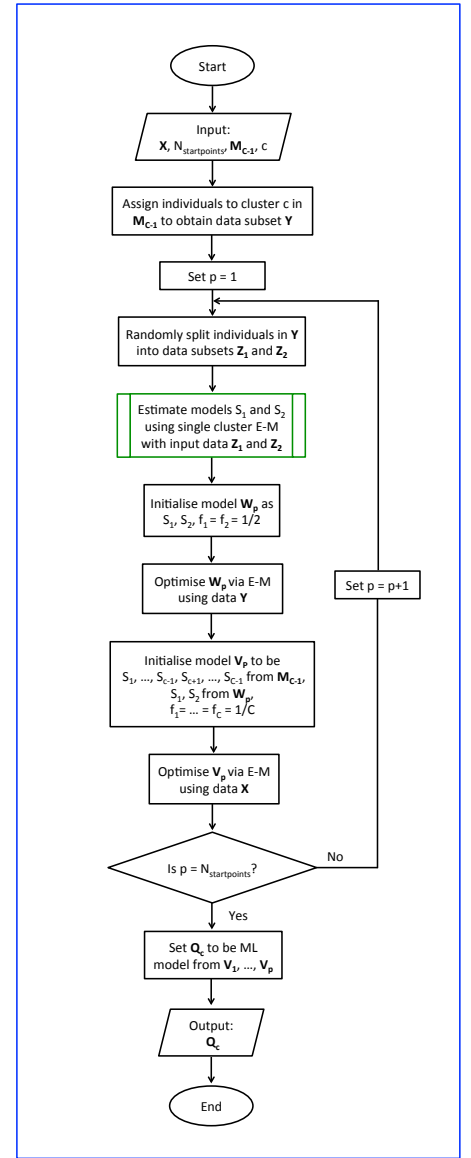 Start
Input:
X, N_startpoints, M_C-1, c
Assign individuals to cluster c in
M_C-1 to obtain data subset Y
Set p = 1
Randomly split individuals in Y
into data subsets Z_1 and Z_2
Estimate models S_1 and S_2
using single cluster E-M
with input data Z_1 and Z_2
Initialise model W_p as
S_1, S_2, f_1 = f_2 = 1/2
Set p = p+1
Optimise W_p via E-M
using data Y
Initialise model V_P to be
S_1, …, S_c-1, S_c+1, …, S_C-1 from M_C-1,
S_1, S_2 from W_p,
f_1= … = f_C = 1/C
Optimise V_p via E-M
using data X
Is p = N_startpoints?
No
Yes
Set Q_c to be ML
model from V_1, …, V_p
Output:
Q_c
End